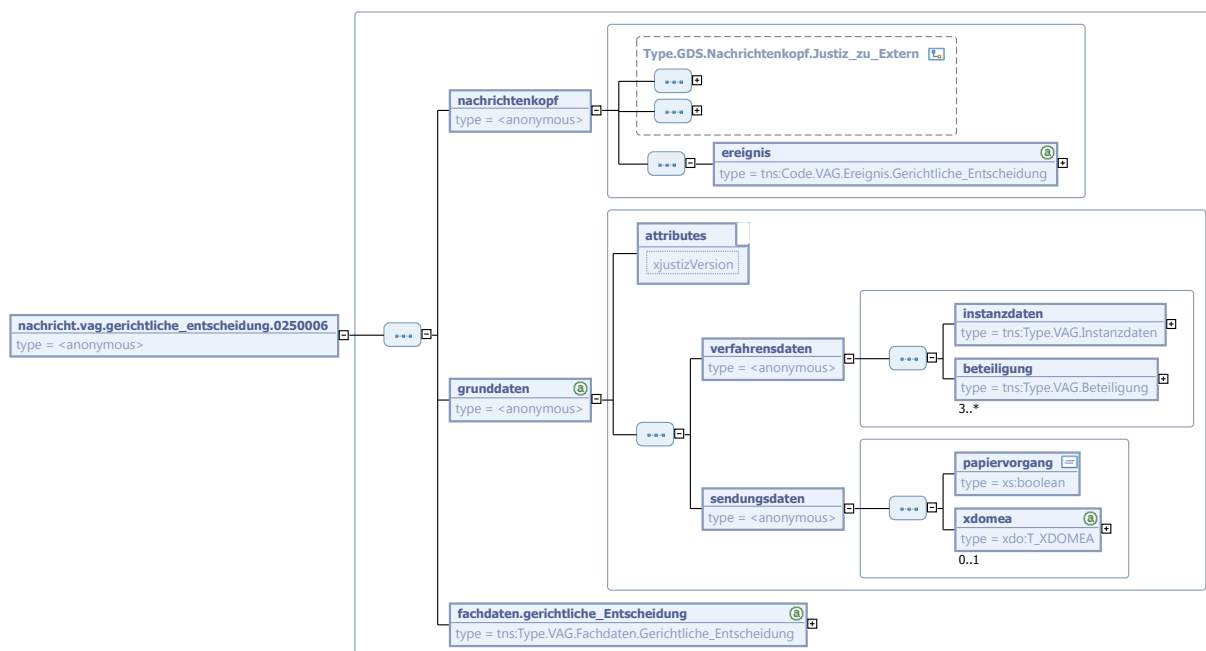 Type.GDS.Nachrichtenkopf.Justiz_zu_Extern
nachrichtenkopf
type = <anonymous>
ereignis
type = tns:Code.VAG.Ereignis.Gerichtliche_Entscheidung
attributes
xjustizVersion
nachricht.vag.gerichtliche_entscheidung.0250006
type = <anonymous>
grunddaten
type = <anonymous>
verfahrensdaten
type = <anonymous>
instanzdaten
type = tns:Type.VAG.Instanzdaten
beteiligung
type = tns:Type.VAG.Beteiligung
3..*
sendungsdaten
type = <anonymous>
papiervorgang
type = xs:boolean
xdomea
type = xdo:T_XDOMEA
0..1
fachdaten.gerichtliche_Entscheidung
type = tns:Type.VAG.Fachdaten.Gerichtliche_Entscheidung